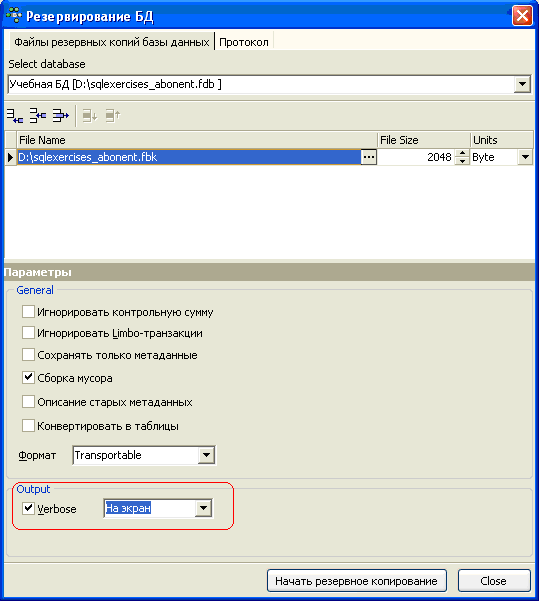 Резервирование БД
Файлы резервных копий базы данных Протокол
Select database
Учебная БД [D:\sqlexercises_abonent.fdb ]
File Name File Size Units
D:\sqlexercises_abonent.fbk ... 2048 Byte
Параметры
General
Игнорировать контрольную сумму
Игнорировать Limbo-транзакции
Сохранять только метаданные
Сборка мусора
Описание старых метаданных
Конвертировать в таблицы
Формат Transportable
Output
Verbose На экран
Начать резервное копирование Close